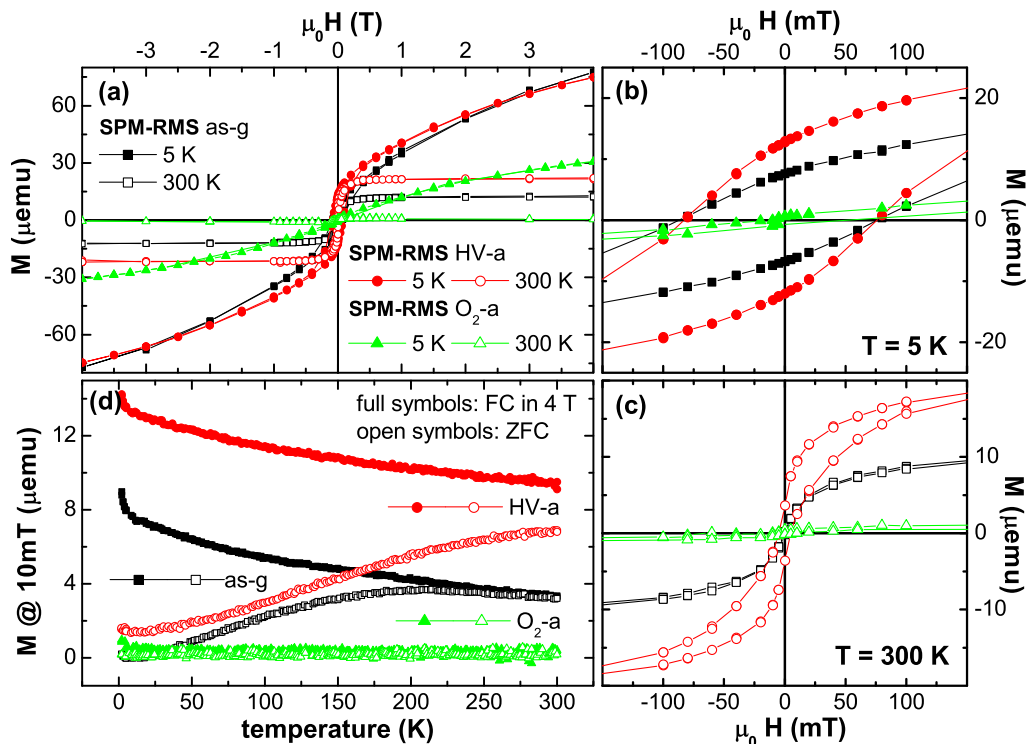 μ₀ H (T)
-3 -2 -1 0 1 2 3
μ₀ H (mT)
-100 -50 0 50 100
(a)
SPM-RMS as-g
5 K
300 K
SPM-RMS HV-a
5 K 300 K
SPM-RMS O₂-a
5 K 300 K
M (μemu)
60
30
0
-30
-60
(b)
T = 5 K
20
0
-20
M (μemu)
(d)
full symbols: FC in 4 T
open symbols: ZFC
HV-a
as-g
O₂-a
M @ 10mT (μemu)
12
8
4
0
0 50 100 150 200 250 300
temperature (K)
(c)
T = 300 K
10
0
-10
M (μemu)
-100 -50 0 50 100
μ₀ H (mT)